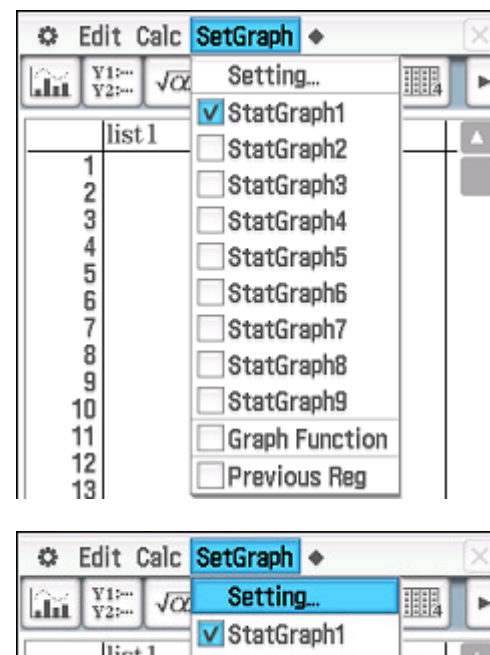 Edit Calc SetGraph
Y1:···
Y2:···
√α
Setting...
4
list1
StatGraph1
StatGraph2
StatGraph3
StatGraph4
StatGraph5
StatGraph6
StatGraph7
StatGraph8
StatGraph9
Graph Function
Previous Reg
1
2
3
4
5
6
7
8
9
10
11
12
13
Edit Calc SetGraph
Y1:···
Y2:···
√α
Setting...
4
StatGraph1
list1